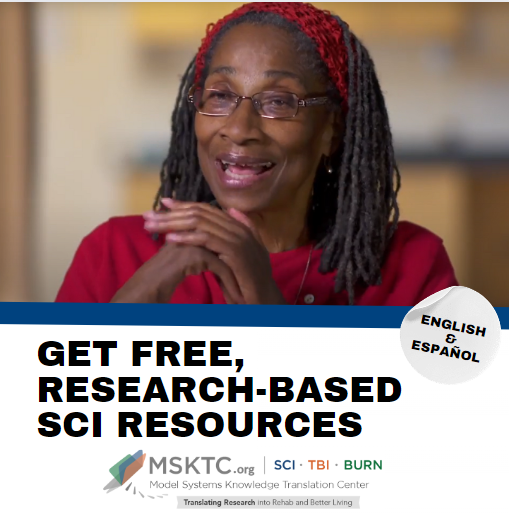 ENGLISH
&
ESPAÑOL
GET FREE,
RESEARCH-BASED
SCI RESOURCES
MSKTC.org | SCI · TBI · BURN
Model Systems Knowledge Translation Center
Translating Research into Rehab and Better Living